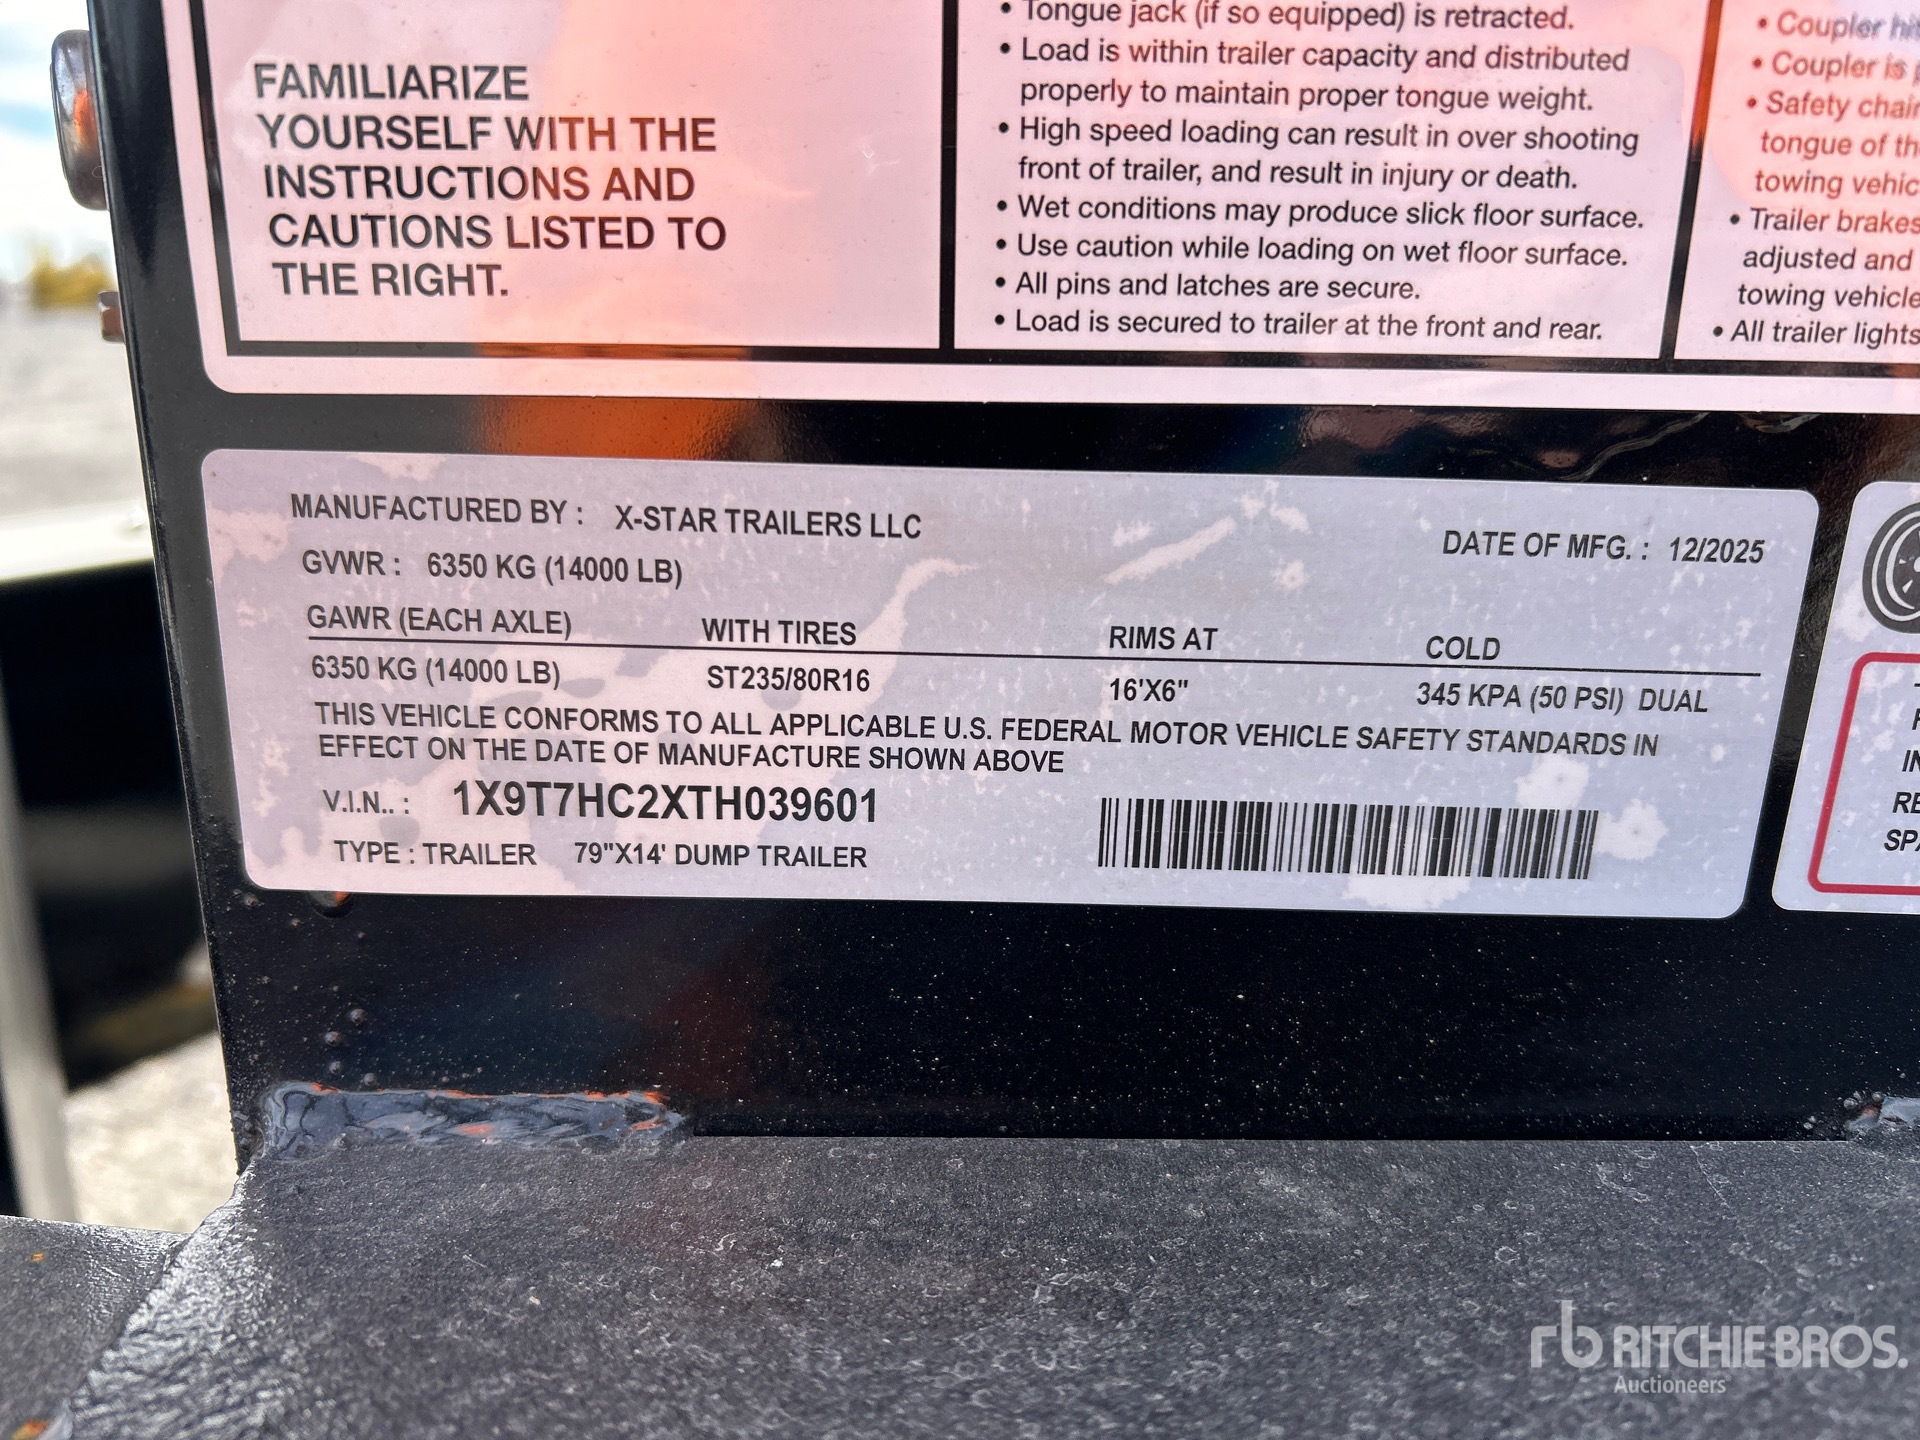 FAMILIARIZE
YOURSELF WITH THE
INSTRUCTIONS AND
CAUTIONS LISTED TO
THE RIGHT.
• Tongue jack (if so equipped) is retracted.
• Load is within trailer capacity and distributed
properly to maintain proper tongue weight.
• High speed loading can result in over shooting
front of trailer, and result in injury or death.
• Wet conditions may produce slick floor surface.
• Use caution while loading on wet floor surface.
• All pins and latches are secure.
• Load is secured to trailer at the front and rear.
• Coupler
• Coupler is
• Safety
tongue of
towing
• Trailer brakes
adjusted and
towing vehicle
• All trailer lights
MANUFACTURED BY : X-STAR TRAILERS LLC
DATE OF MFG. : 12/2025
GVWR : 6350 KG (14000 LB)
GAWR (EACH AXLE) WITH TIRES RIMS AT COLD
6350 KG (14000 LB) ST235/80R16 16'X6" 345 KPA (50 PSI) DUAL
THIS VEHICLE CONFORMS TO ALL APPLICABLE U.S. FEDERAL MOTOR VEHICLE SAFETY STANDARDS IN
EFFECT ON THE DATE OF MANUFACTURE SHOWN ABOVE
V.I.N.. : 1X9T7HC2XTH039601
TYPE : TRAILER 79"X14' DUMP TRAILER
rb RITCHIE BROS.
Auctioneers